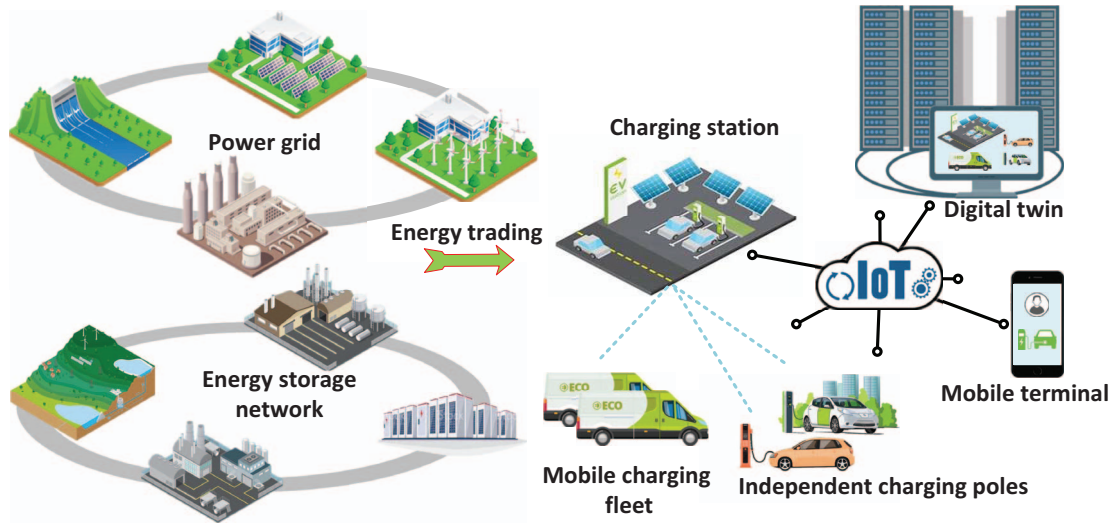 Power grid
Charging station
EV
Energy trading
Digital twin
IoT
Energy storage
network
ECO
ECO
Mobile terminal
Mobile charging
fleet
Independent charging poles